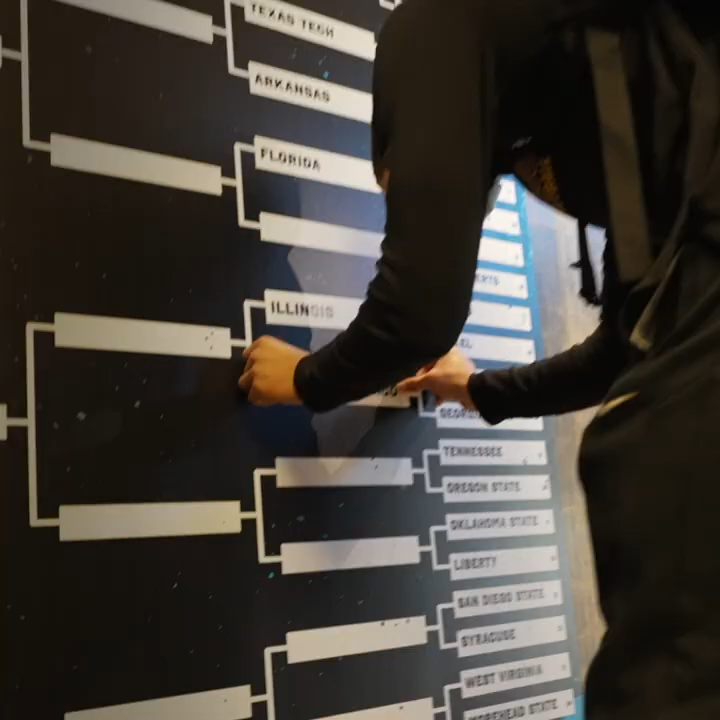 TEXAS TECH
ARKANSAS
FLORIDA
ILLINOIS
TENNESSEE
OREGON STATE
OKLAHOMA STATE
LIBERTY
SAN DIEGO STATE
SYRACUSE
WEST VIRGINIA
MOREHEAD STATE